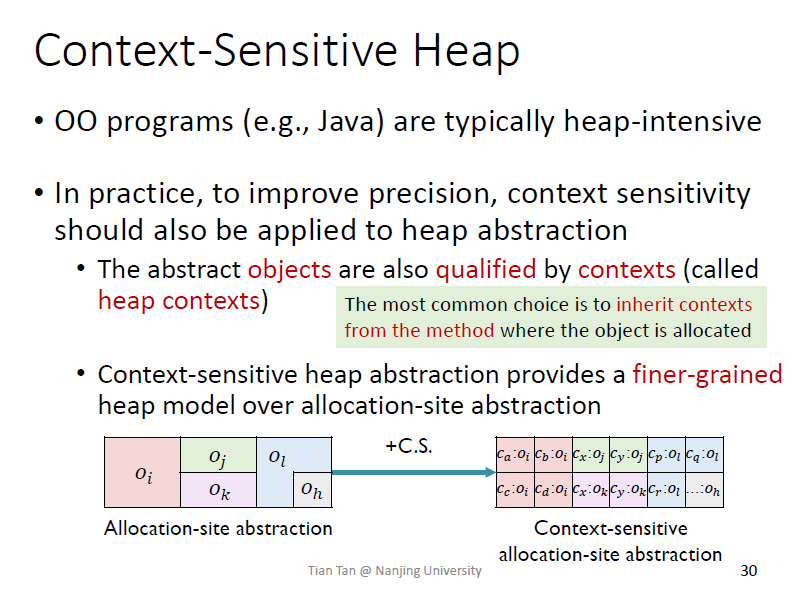 Context-Sensitive Heap
• OO programs (e.g., Java) are typically heap-intensive
• In practice, to improve precision, context sensitivity
should also be applied to heap abstraction
• The abstract objects are also qualified by contexts (called
heap contexts)
The most common choice is to inherit contexts
from the method where the object is allocated
• Context-sensitive heap abstraction provides a finer-grained
heap model over allocation-site abstraction
+C.S.
o_i o_j o_l
o_k o_h
c_a:o_i c_b:o_i c_x:o_j c_y:o_j c_p:o_l c_q:o_l
c_c:o_i c_d:o_i c_x:o_k c_y:o_k c_r:o_l …:o_h
Allocation-site abstraction
Context-sensitive
allocation-site abstraction
Tian Tan @ Nanjing University
30